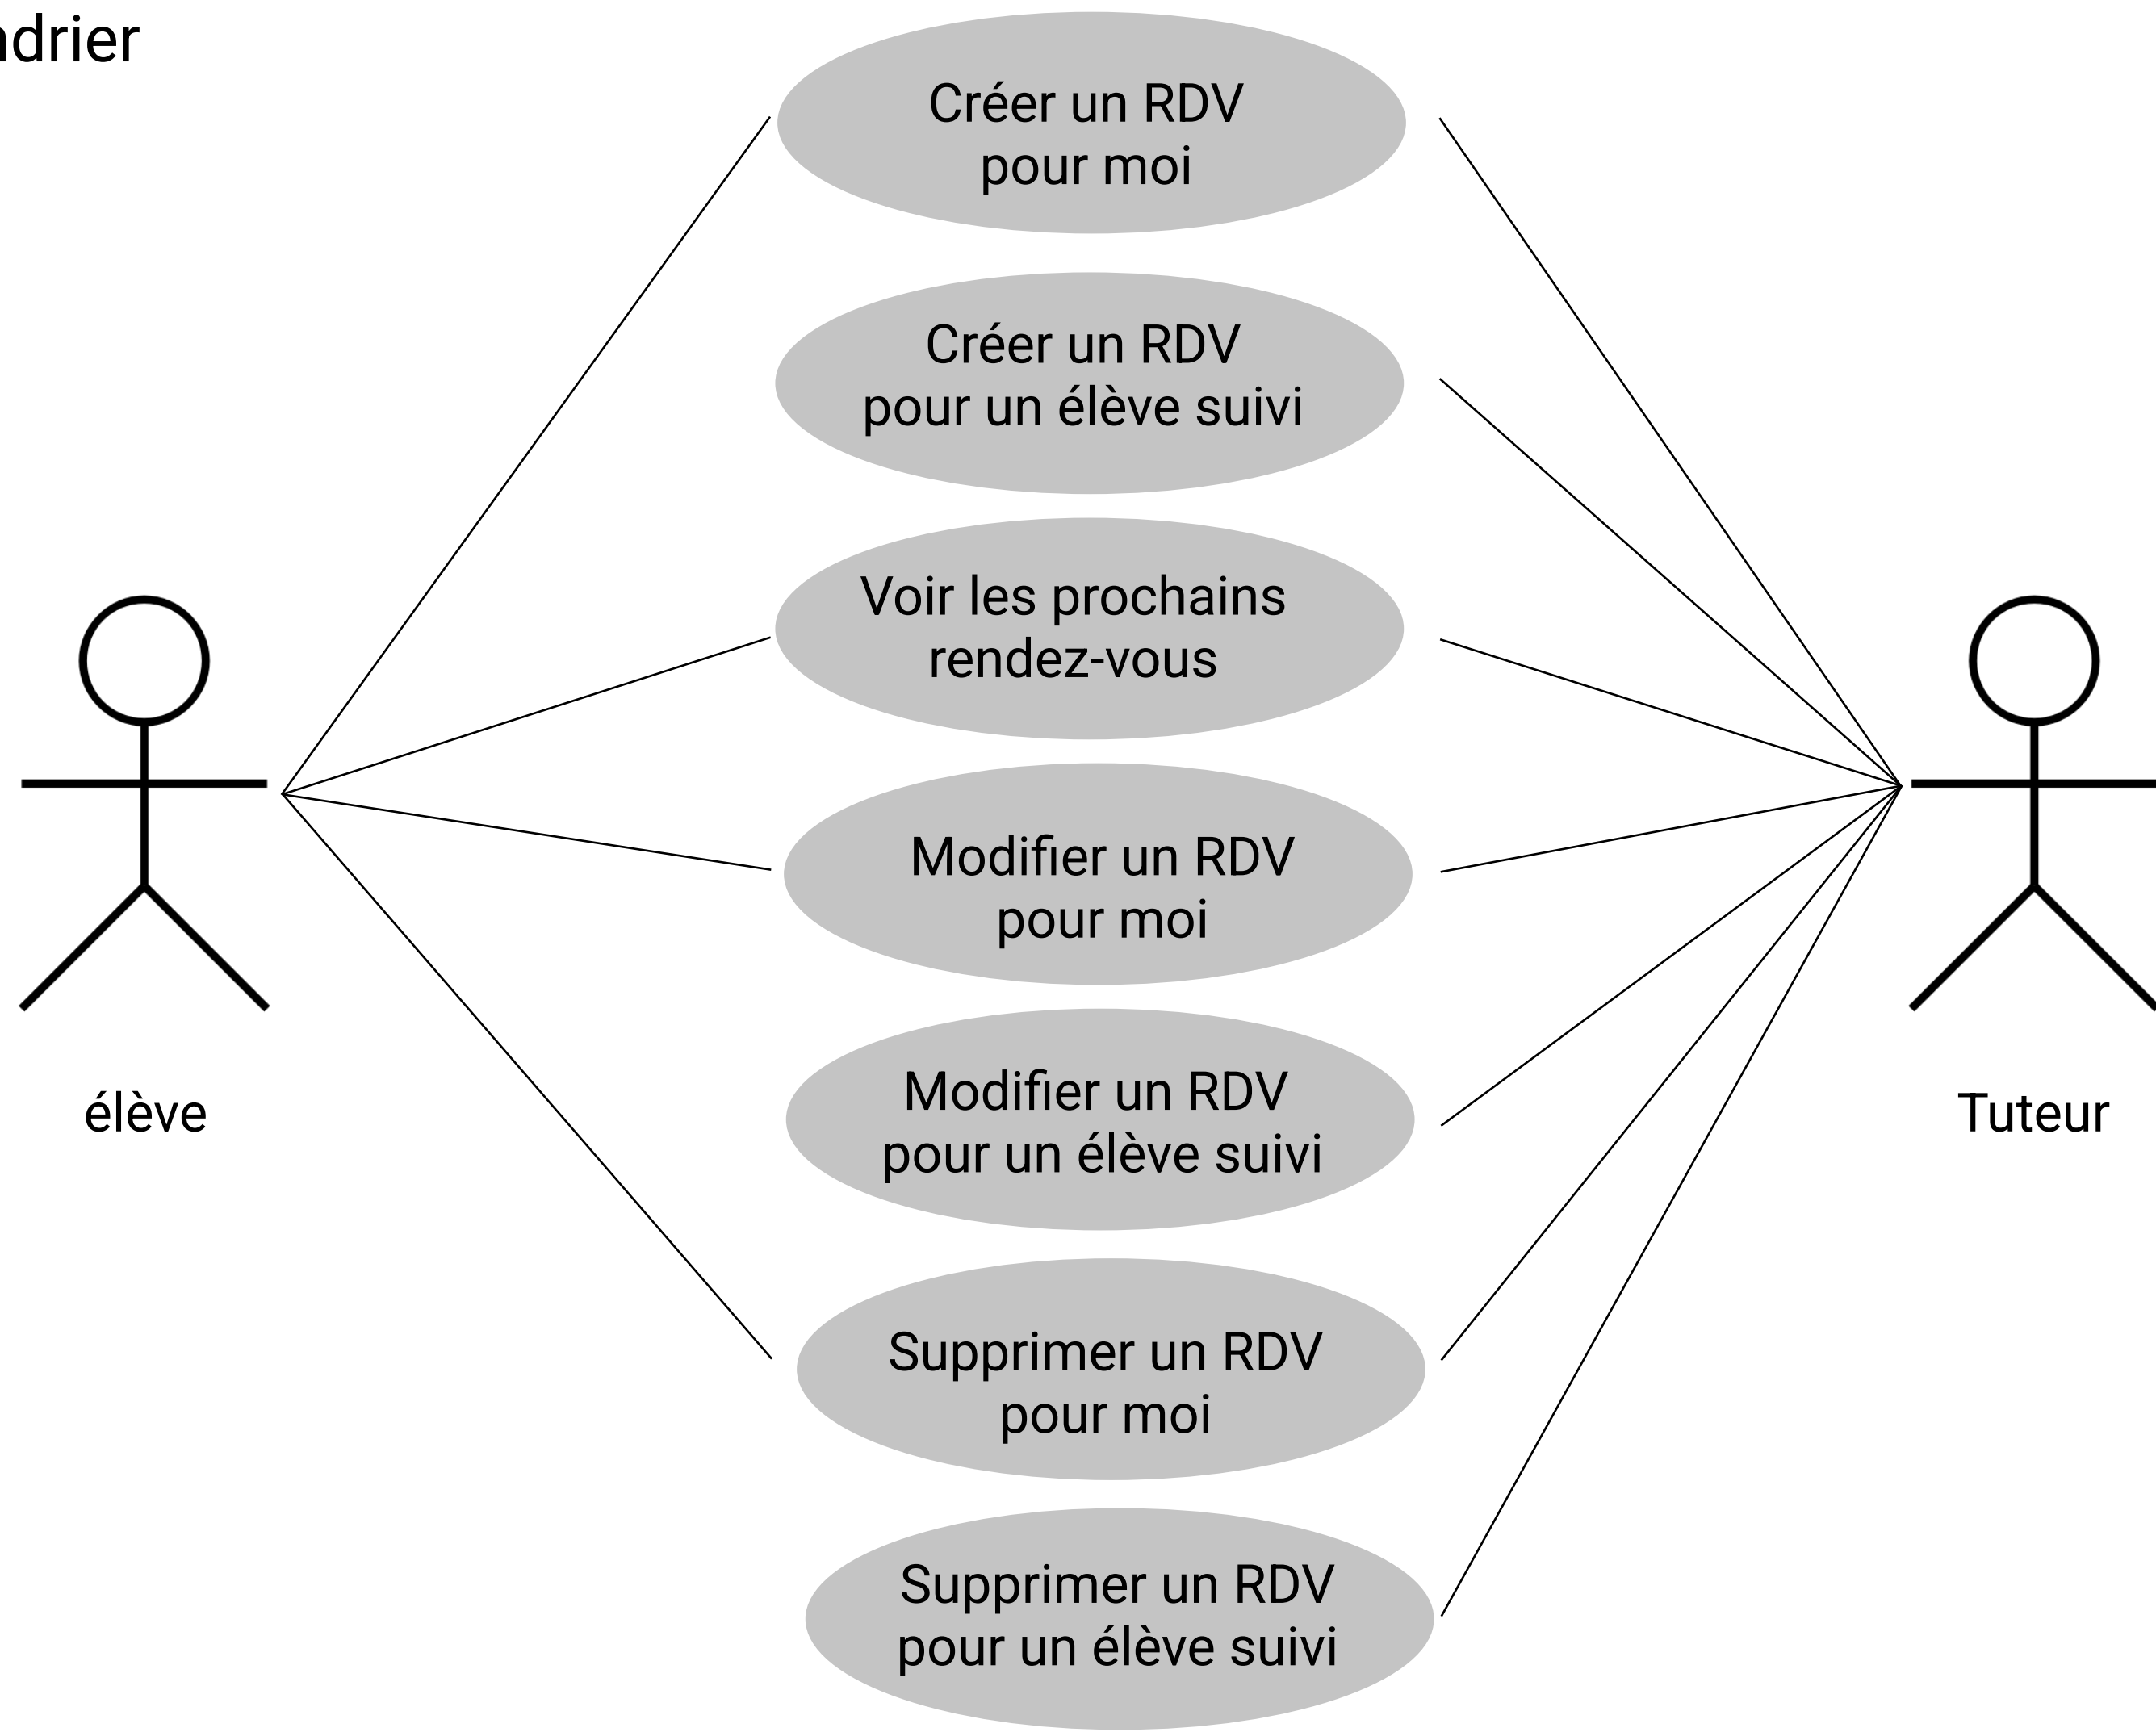 ndrier
Créer un RDV
pour moi
Créer un RDV
pour un élève suivi
Voir les prochains
rendez-vous
Modifier un RDV
pour moi
Modifier un RDV
pour un élève suivi
élève
Tuteur
Supprimer un RDV
pour moi
Supprimer un RDV
pour un élève suivi